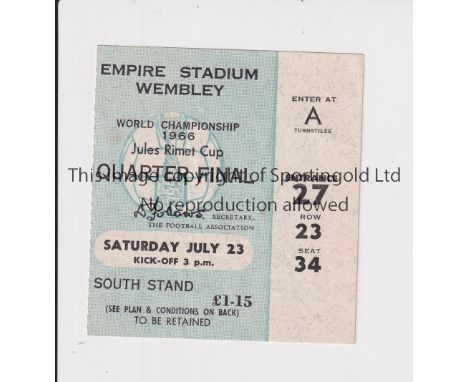 EMPIRE STADIUM
WEMBLEY
WORLD CHAMPIONSHIP
1966
Jules Rimet Cup
QUARTER FINAL
This image copyright of Sportingold Ltd
No reproduction allowed
SECRETARY,
THE FOOTBALL ASSOCIATION
SATURDAY JULY 23
KICK-OFF 3 p.m.
SOUTH STAND
£1-15
(SEE PLAN & CONDITIONS ON BACK)
TO BE RETAINED
ENTER AT
A
TURNSTILES
ENTRANCE
27
ROW
23
SEAT
34